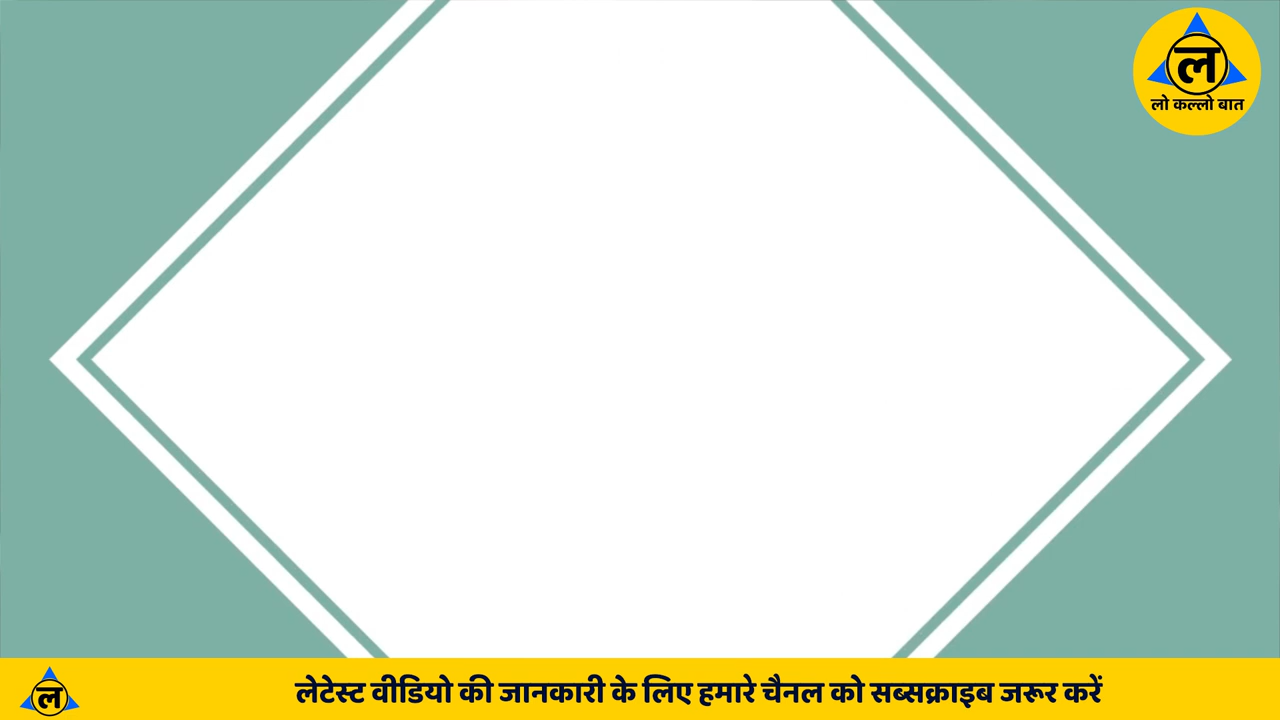 ल
लो कल्लो बात
ल
लेटेस्ट वीडियो की जानकारी के लिए हमारे चैनल को सब्सक्राइब जरूर करें